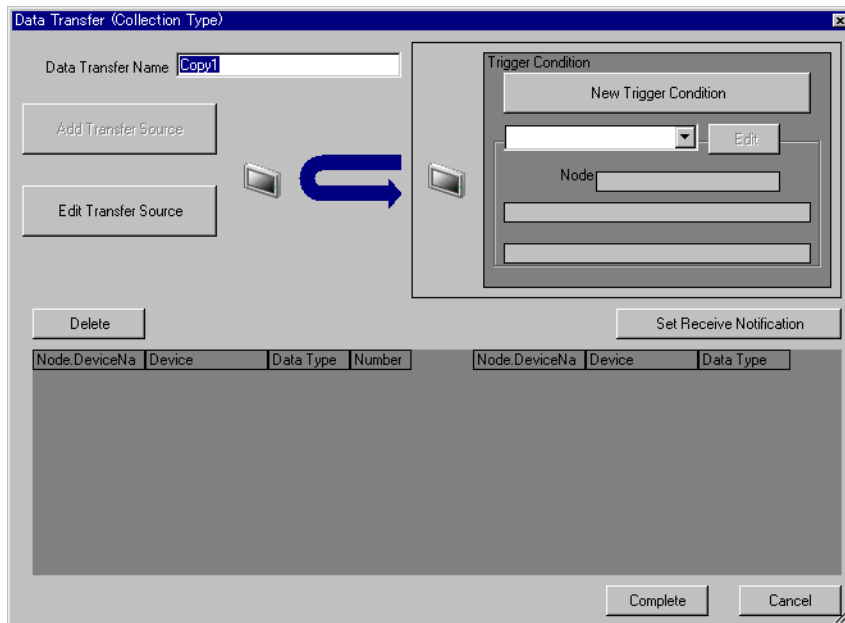 Data Transfer (Collection Type)
Data Transfer Name Copy1
Trigger Condition
New Trigger Condition
Add Transfer Source
Edit
Node
Edit Transfer Source
Delete
Set Receive Notification
Node.DeviceNa Device Data Type Number Node.DeviceNa Device Data Type
Complete Cancel